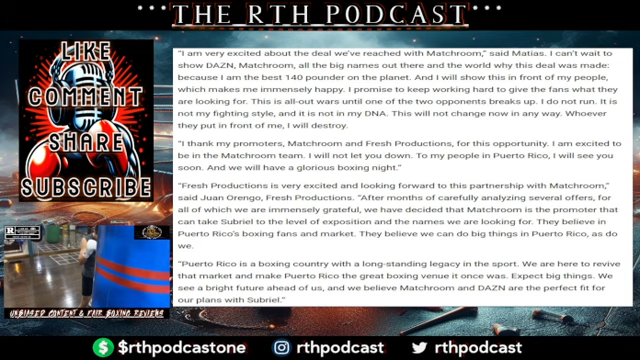 ***THE RTH PODCAST***
LIKE
COMMENT
SHARE
SUBSCRIBE
"I am very excited about the deal we've reached with Matchroom," said Matias. I can't wait to
show DAZN, Matchroom, all the big names out there and the world why this deal was made:
because I am the best 140 pounder on the planet. And I will show this in front of my people,
which makes me immensely happy. I promise to keep working hard to give the fans what they
are looking for. This is all-out wars until one of the two opponents breaks up. I do not run. It is
not my fighting style, and it is not in my DNA. This will not change now in any way. Whoever
they put in front of me, I will destroy.
"I thank my promoters, Matchroom and Fresh Productions, for this opportunity. I am excited to
be in the Matchroom team. I will not let you down. To my people in Puerto Rico, I will see you
soon. And we will have a glorious boxing night."
"Fresh Productions is very excited and looking forward to this partnership with Matchroom,"
said Juan Orengo, Fresh Productions. "After months of carefully analyzing several offers, for
all of which we are immensely grateful, we have decided that Matchroom is the promoter that
can take Subriel to the level of exposition and the names we are looking for. They believe in
Puerto Rico's boxing fans and market. They believe we can do big things in Puerto Rico, as do
we.
"Puerto Rico is a boxing country with a long-standing legacy in the sport. We are here to revive
that market and make Puerto Rico the great boxing venue it once was. Expect big things. We
see a bright future ahead of us, and we believe Matchroom and DAZN are the perfect fit for
our plans with Subriel."
UNBIASED CONTENT & FAIR BOXING REVIEWS
$rthpodcastone rthpodcast rthpodcast